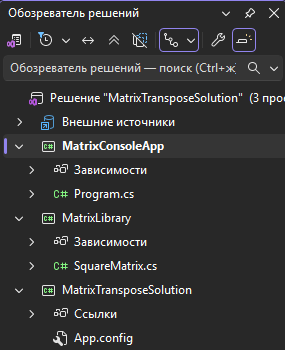 Обозреватель решений
Обозреватель решений — поиск (Ctrl+ж)
Решение "MatrixTransposeSolution" (3 прое
Внешние источники
C# MatrixConsoleApp
Зависимости
C# Program.cs
C# MatrixLibrary
Зависимости
C# SquareMatrix.cs
C# MatrixTransposeSolution
Ссылки
App.config